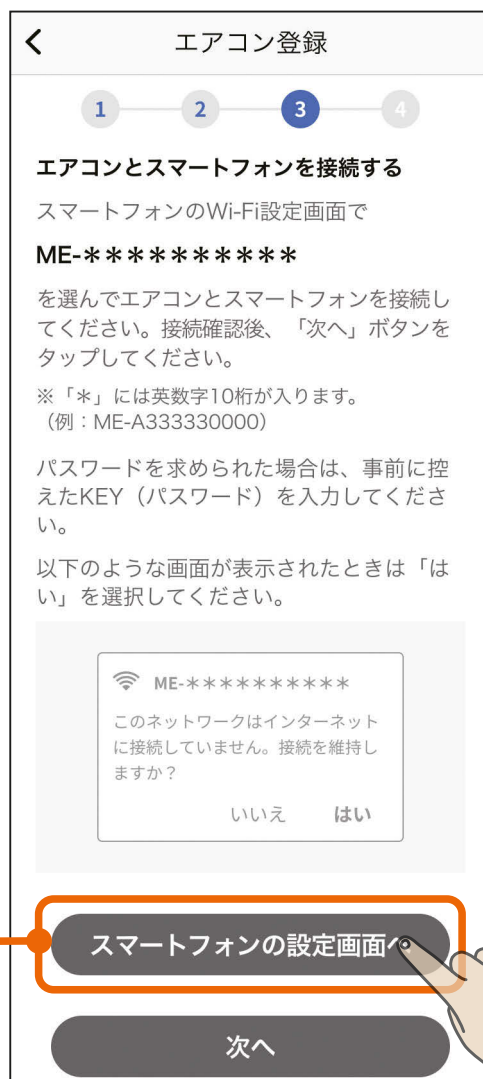 エアコン登録
1 2 3 4
エアコンとスマートフォンを接続する
スマートフォンのWi-Fi設定画面で
ME-**********
を選んでエアコンとスマートフォンを接続し
てください。接続確認後、「次へ」ボタンを
タップしてください。
※「*」には英数字10桁が入ります。
（例：ME-A333330000）
パスワードを求められた場合は、事前に控
えたKEY（パスワード）を入力してくださ
い。
以下のような画面が表示されたときは「は
い」を選択してください。
ME-**********
このネットワークはインターネット
に接続していません。接続を維持し
ますか？
いいえ はい
スマートフォンの設定画面へ
次へ